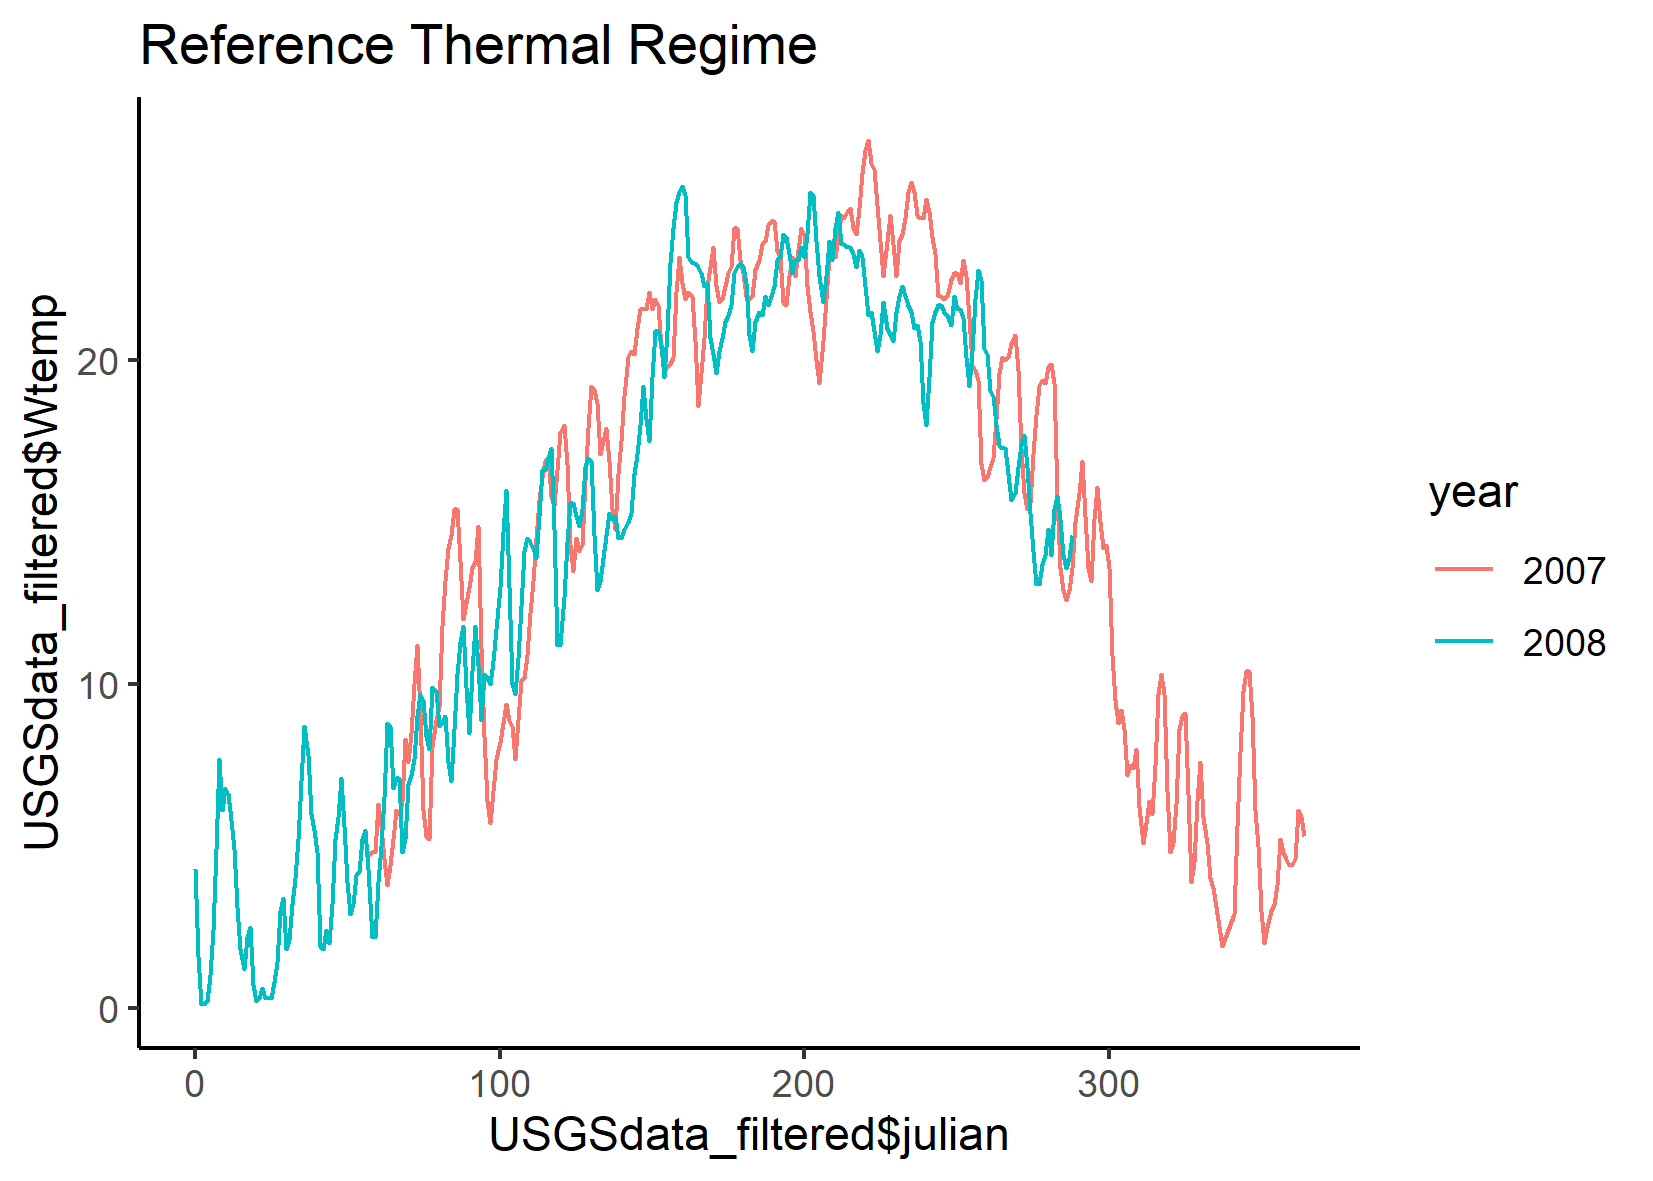 Reference Thermal Regime
USGSdata_filtered$Wtemp
20
10
0
0 100 200 300
USGSdata_filtered$julian
year
2007
2008